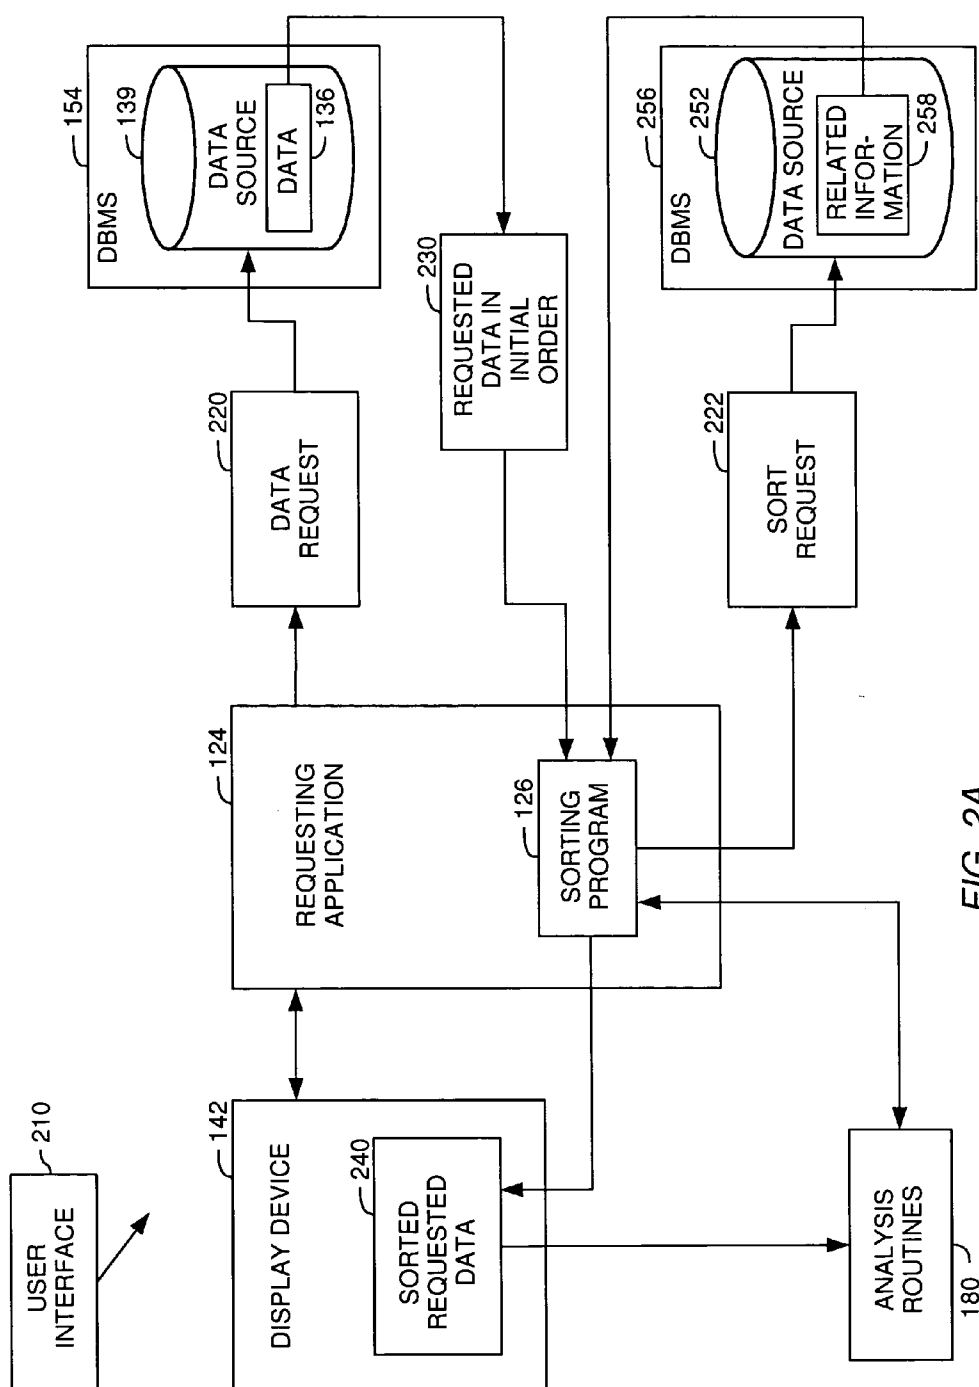 USER
INTERFACE
210
142
DISPLAY DEVICE
240
SORTED
REQUESTED
DATA
ANALYSIS
ROUTINES
180
124
REQUESTING
APPLICATION
126
SORTING
PROGRAM
220
DATA
REQUEST
230
REQUESTED
DATA IN
INITIAL
ORDER
222
SORT
REQUEST
154
DBMS
139
DATA
SOURCE
DATA
136
256
DBMS
252
DATA SOURCE
RELATED
INFOR-
MATION
258
FIG. 2A